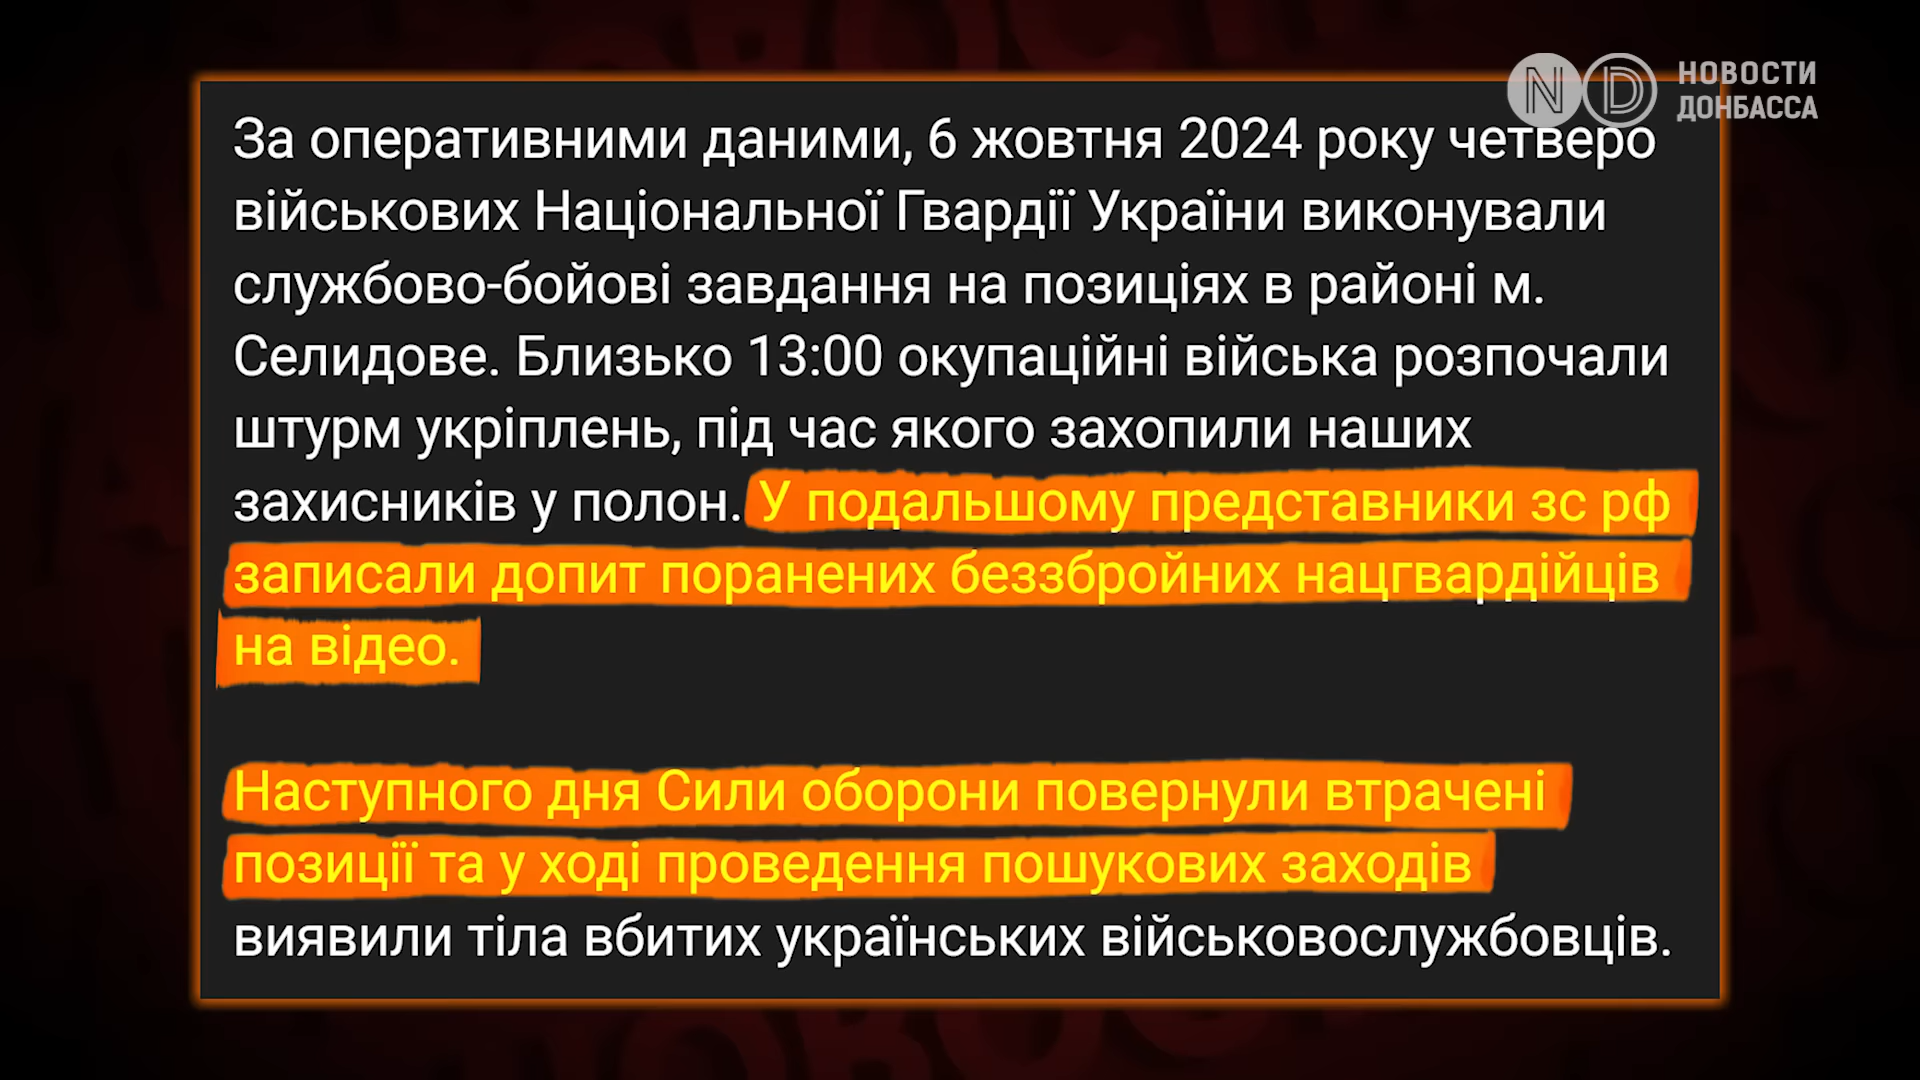 НОВОСТИ
ДОНБАССА
За оперативними даними, 6 жовтня 2024 року четверо
військових Національної Гвардії України виконували
службово-бойові завдання на позиціях в районі м.
Селидове. Близько 13:00 окупаційні війська розпочали
штурм укріплень, під час якого захопили наших
захисників у полон. У подальшому представники зс рф
записали допит поранених беззбройних нацгвардійців
на відео.
Наступного дня Сили оборони повернули втрачені
позиції та у ході проведення пошукових заходів
виявили тіла вбитих українських військовослужбовців.